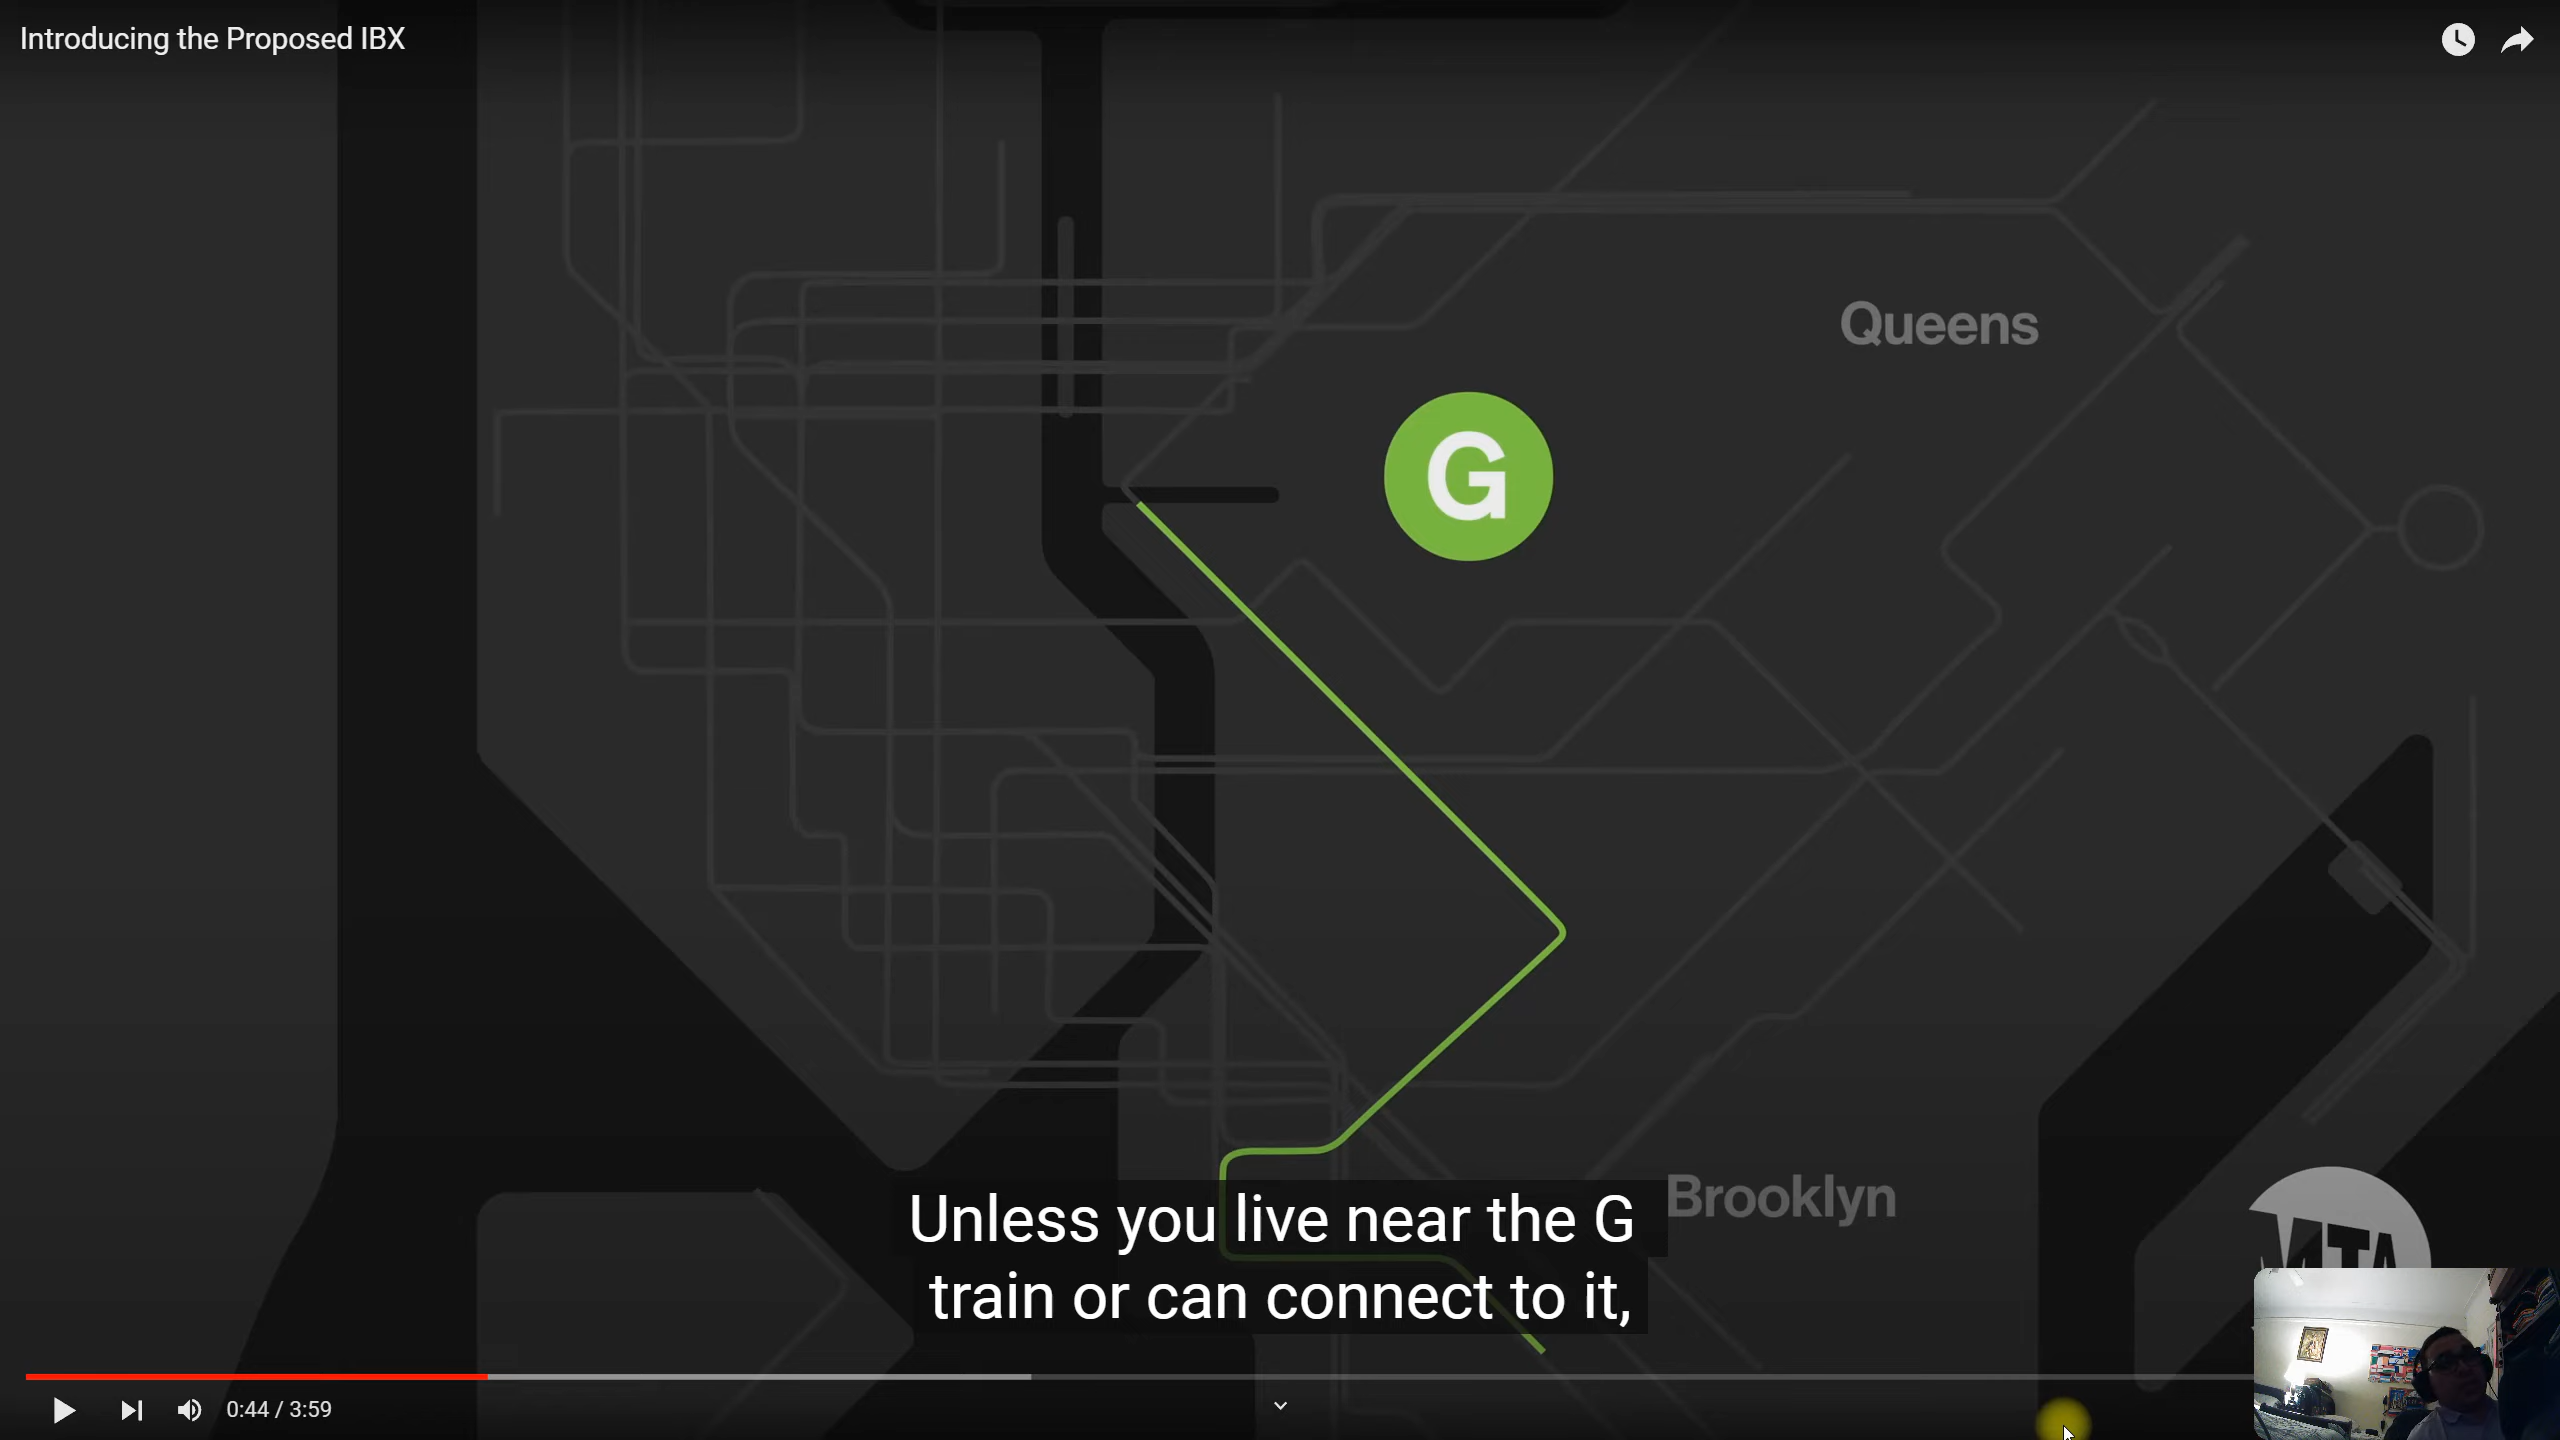 Introducing the Proposed IBX
Queens
G
Brooklyn
Unless you live near the G
train or can connect to it,
MTA
0:44 / 3:59